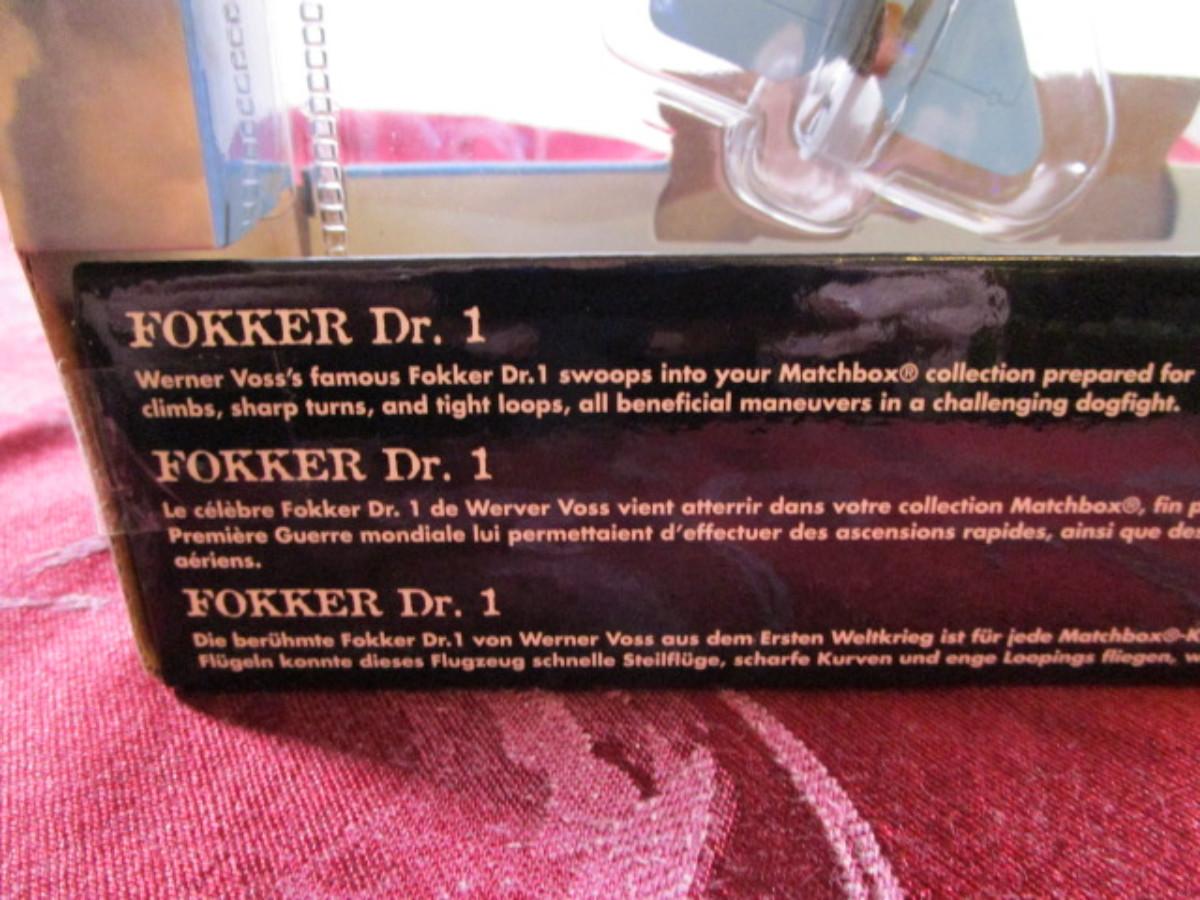 FOKKER Dr. 1
Werner Voss's famous Fokker Dr.1 swoops into your Matchbox® collection prepared for
climbs, sharp turns, and tight loops, all beneficial maneuvers in a challenging dogfight.
FOKKER Dr. 1
Le célèbre Fokker Dr. 1 de Werver Voss vient atterrir dans votre collection Matchbox®, fin
Première Guerre mondiale lui permettaient d'effectuer des ascensions rapides, ainsi que
aériens.
FOKKER Dr. 1
Die berühmte Fokker Dr.1 von Werner Voss aus dem Ersten Weltkrieg ist für jede Matchbox®-
Flügeln konnte dieses Flugzeug schnelle Steilflüge, scharfe Kurven und enge Loopings fliegen,